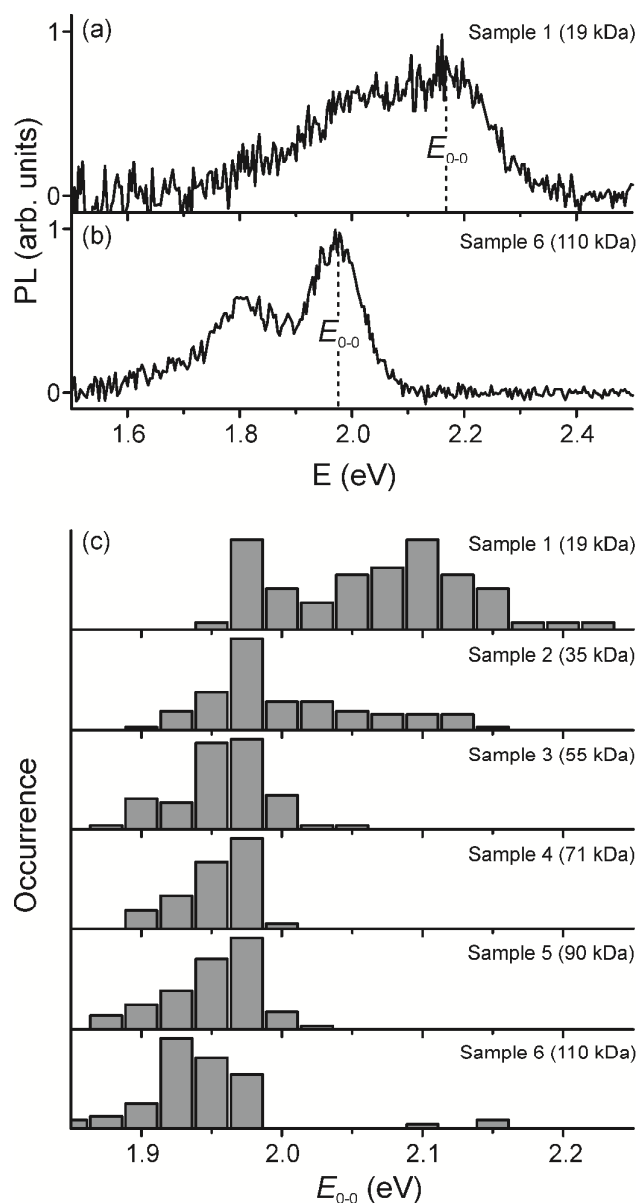 (a)
Sample 1 (19 kDa)
1
E0-0
0
(b)
Sample 6 (110 kDa)
1
E0-0
0
PL (arb. units)
1.6 1.8 2.0 2.2 2.4
E (eV)
(c)
Sample 1 (19 kDa)
Sample 2 (35 kDa)
Sample 3 (55 kDa)
Sample 4 (71 kDa)
Sample 5 (90 kDa)
Sample 6 (110 kDa)
Occurrence
1.9 2.0 2.1 2.2
E0-0 (eV)